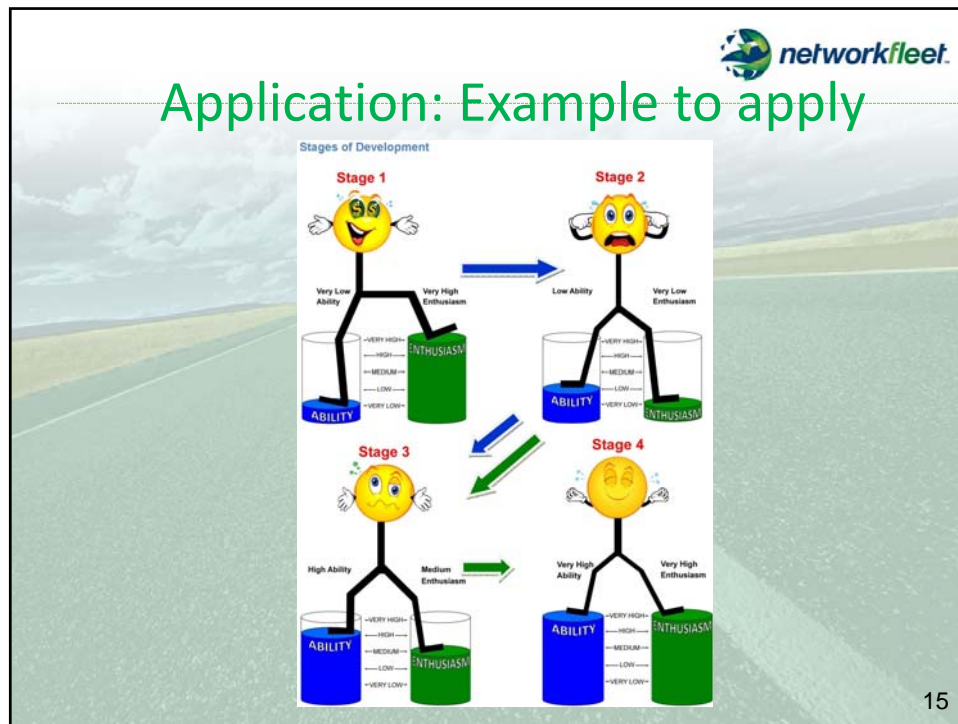 networkfleet.
Application: Example to apply
Stages of Development
Stage 1
Very Low
Ability
Very High
Enthusiasm
VERY HIGH
HIGH
MEDIUM
LOW
VERY LOW
ABILITY
ENTHUSIASM
Stage 2
Low Ability
Very Low
Enthusiasm
VERY HIGH
HIGH
MEDIUM
LOW
VERY LOW
ABILITY
ENTHUSIASM
Stage 3
High Ability
Medium
Enthusiasm
VERY HIGH
HIGH
MEDIUM
LOW
VERY LOW
ABILITY
ENTHUSIASM
Stage 4
Very High
Ability
Very High
Enthusiasm
VERY HIGH
HIGH
MEDIUM
LOW
VERY LOW
ABILITY
ENTHUSIASM
15